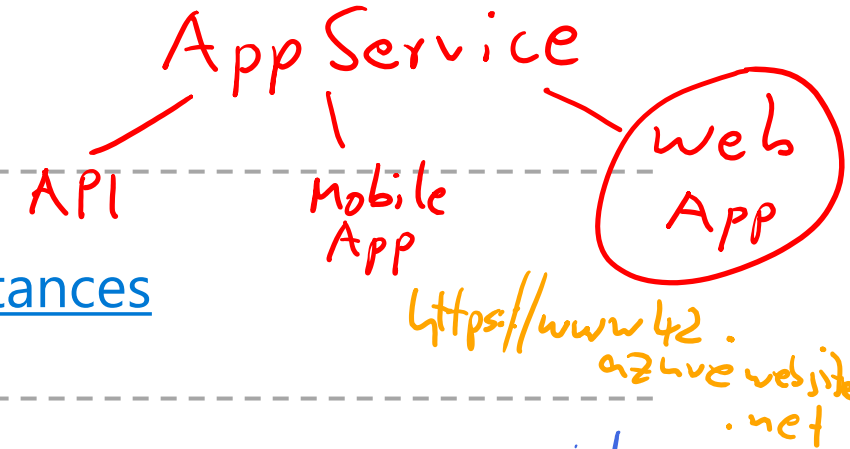 App Service
API
Mobile
App
web
App
tances
https://www42.
azurewebsite
.net